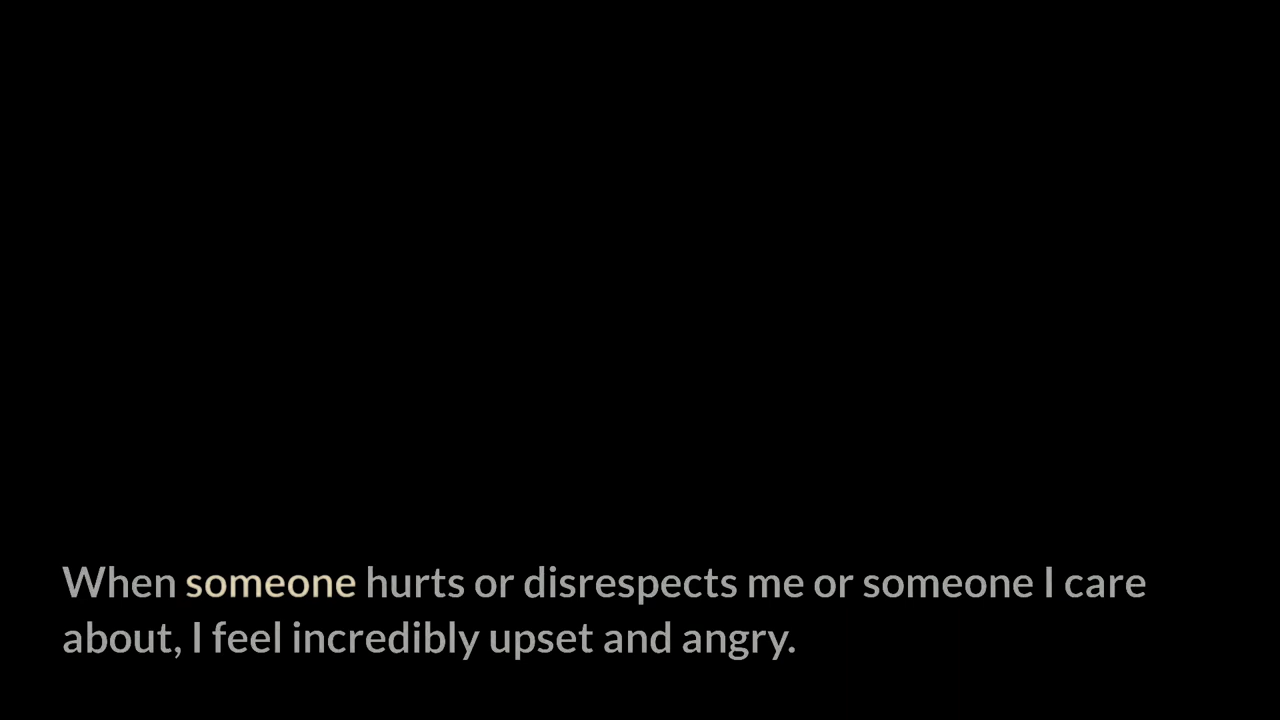 When someone hurts or disrespects me or someone I care
about, I feel incredibly upset and angry.